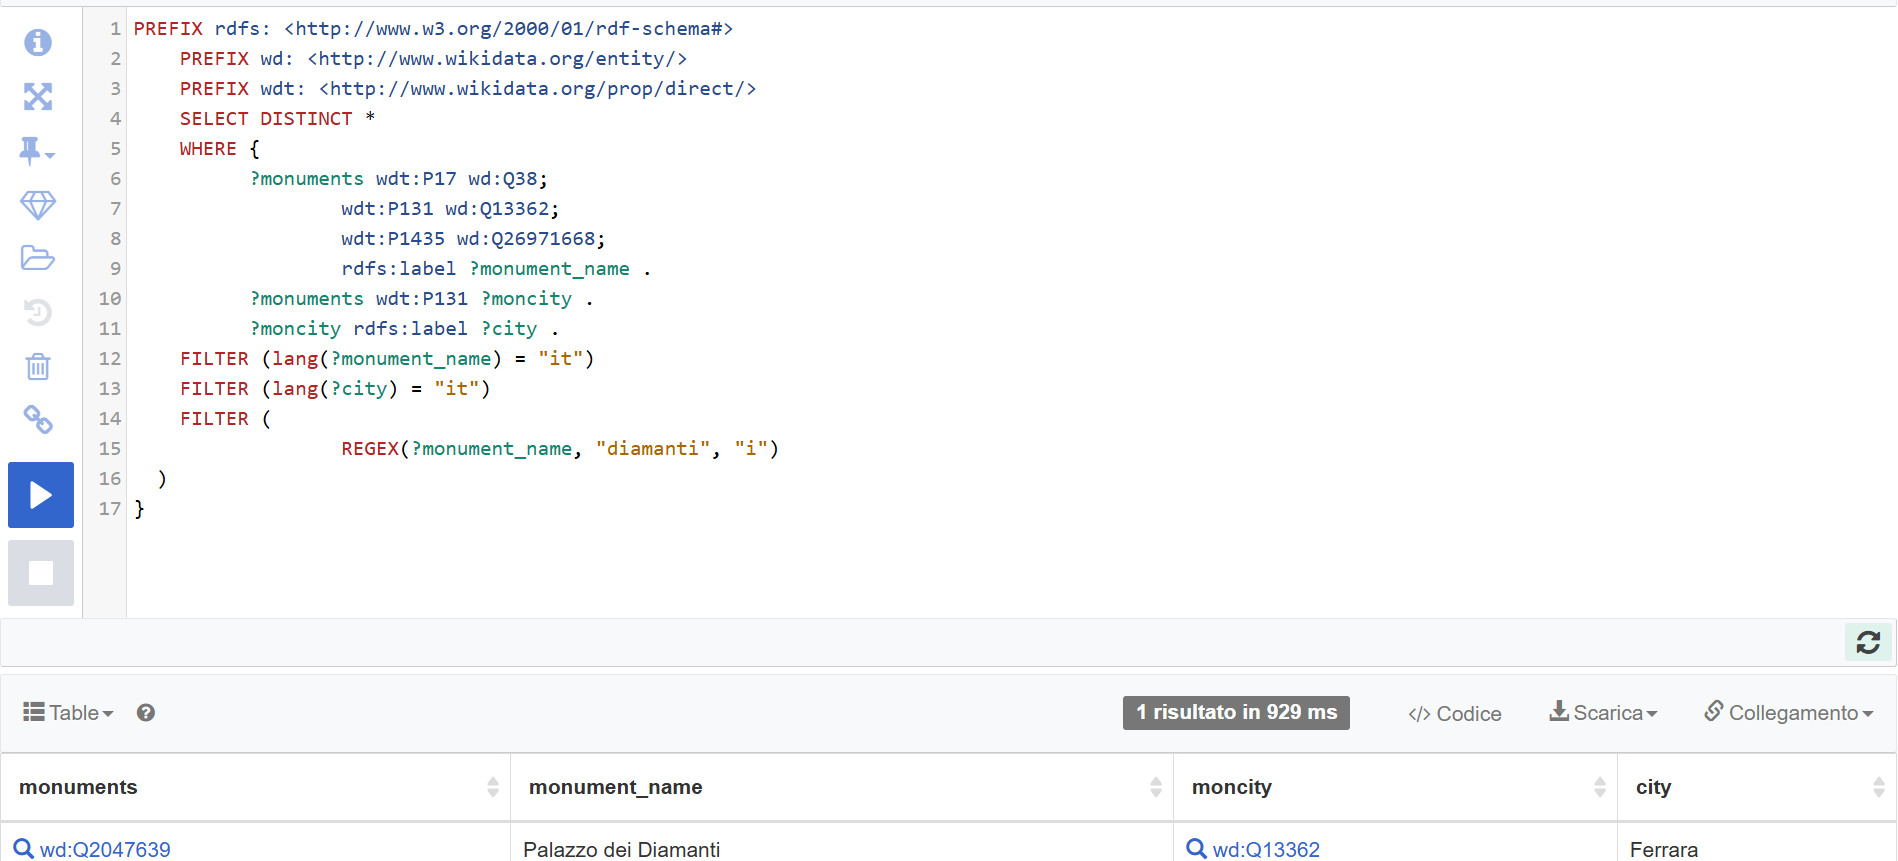 1 PREFIX rdfs: <http://www.w3.org/2000/01/rdf-schema#>
2 PREFIX wd: <http://www.wikidata.org/entity/>
3 PREFIX wdt: <http://www.wikidata.org/prop/direct/>
4 SELECT DISTINCT *
5 WHERE {
6 ?monuments wdt:P17 wd:Q38;
7 wdt:P131 wd:Q13362;
8 wdt:P1435 wd:Q26971668;
9 rdfs:label ?monument_name .
10 ?monuments wdt:P131 ?moncity .
11 ?moncity rdfs:label ?city .
12 FILTER (lang(?monument_name) = "it")
13 FILTER (lang(?city) = "it")
14 FILTER (
15 REGEX(?monument_name, "diamanti", "i")
16 )
17 }
Table 1 risultato in 929 ms </> Codice Scarica Collegamento
monuments monument_name moncity city
wd:Q2047639 Palazzo dei Diamanti wd:Q13362 Ferrara